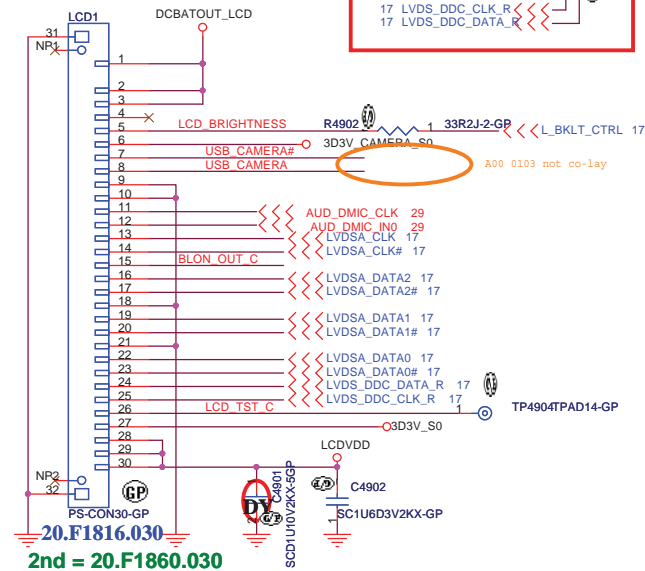 LCD1
DCBATOUT_LCD
17 LVDS_DDC_CLK_R
17 LVDS_DDC_DATA_R
31
NP1
1
2
3
4
5 LCD_BRIGHTNESS R4902 1 33R2J-2-GP L_BKLT_CTRL 17
6 3D3V_CAMERA_S0
7 USB_CAMERA#
8 USB_CAMERA A00 0103 not co-lay
9
10
11 AUD_DMIC_CLK 29
12 AUD_DMIC_IN0 29
13 LVDSA_CLK 17
14 LVDSA_CLK# 17
15 BLON_OUT_C
16 LVDSA_DATA2 17
17 LVDSA_DATA2# 17
18
19 LVDSA_DATA1 17
20 LVDSA_DATA1# 17
21
22 LVDSA_DATA0 17
23 LVDSA_DATA0# 17
24 LVDS_DDC_DATA_R 17
25 LVDS_DDC_CLK_R 17
26 LCD_TST_C 1 TP4904TPAD14-GP
27 3D3V_S0
28
29
30
LCDVDD
NP2
32
GP
PS-CON30-GP
20.F1816.030
2nd = 20.F1860.030
DY
C4901
SCD1U10V2KX-5GP
C4902
1
SC1U6D3V2KX-GP